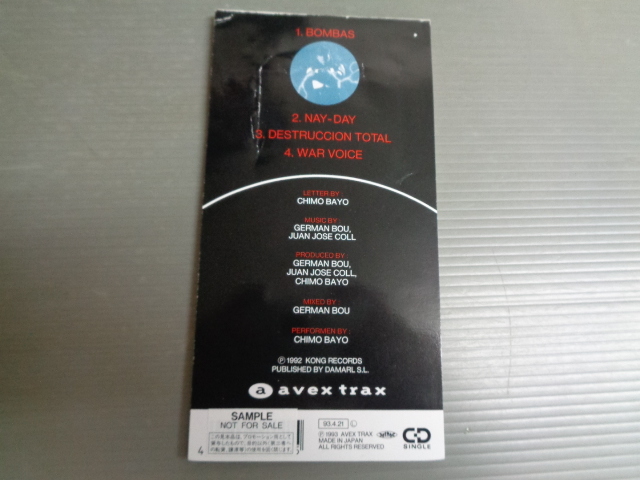 1. BOMBAS
2. NAY-DAY
3. DESTRUCCION TOTAL
4. WAR VOICE
LETTER BY :
CHIMO BAYO
MUSIC BY :
GERMAN BOU,
JUAN JOSE COLL
PRODUCED BY :
GERMAN BOU,
JUAN JOSE COLL,
CHIMO BAYO
MIXED BY :
GERMAN BOU
PERFORMEN BY :
CHIMO BAYO
Ⓟ 1992 KONG RECORDS
PUBLISHED BY DAMARL S.L.
a avex trax
SAMPLE
NOT FOR SALE
4
93.4.21 Ⓛ
Ⓟ 1993 AVEX TRAX
MADE IN JAPAN
ALL RIGHTS RESERVED
CD
SINGLE